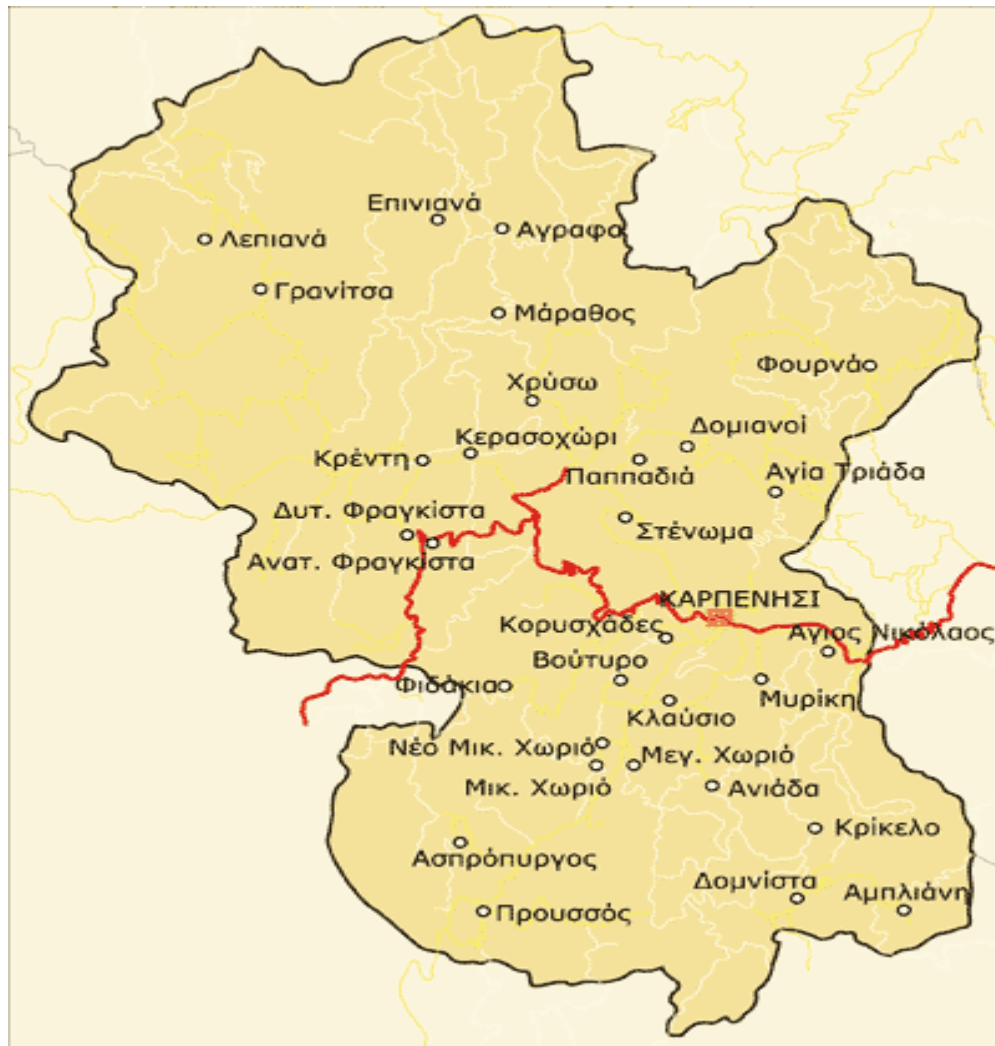 Επινιανά
Αγραφα
Λεπιανά
Γρανίτσα
Μάραθος
Φουρνά
Χρύσω
Δομιανοί
Κερασοχώρι
Κρέντη
Παππαδιά
Αγία Τριάδα
Δυτ. Φραγκίστα
Στένωμα
Ανατ. Φραγκίστα
ΚΑΡΠΕΝΗΣΙ
Κορυσχάδες
Αγιος Νικόλαος
Βούτυρο
Φιδάκια
Μυρίκη
Κλαύσιο
Νέο Μικ. Χωριό
Μεγ. Χωριό
Μικ. Χωριό
Ανιάδα
Κρίκελο
Ασπρόπυργος
Δομνίστα
Αμπλιάνη
Προυσσός